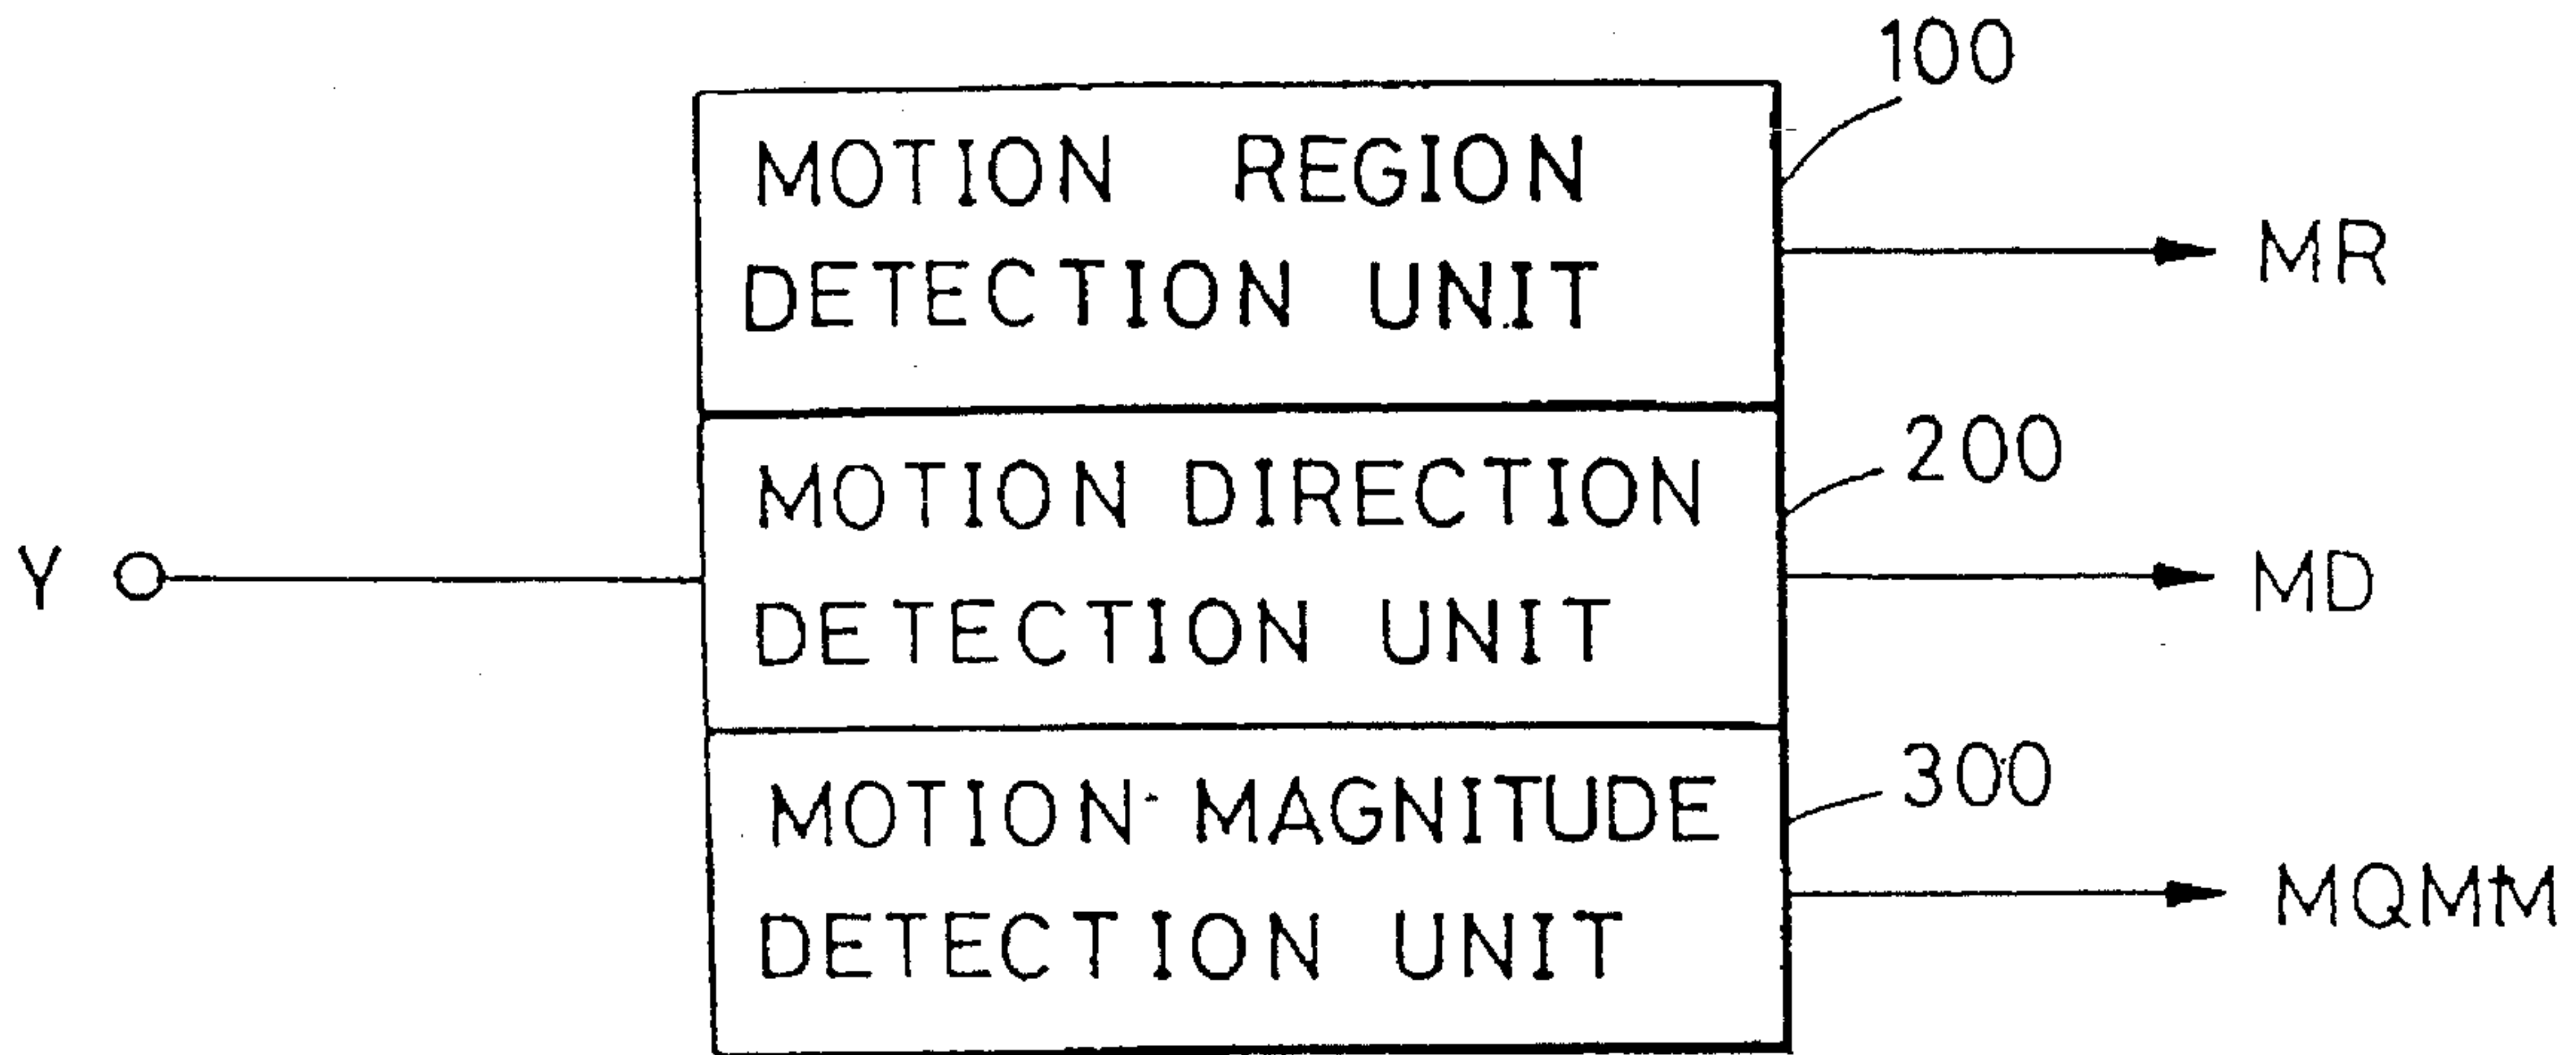 100
MOTION REGION
DETECTION UNIT
MR
200
MOTION DIRECTION
DETECTION UNIT
Y
MD
300
MOTION MAGNITUDE
DETECTION UNIT
MQMM